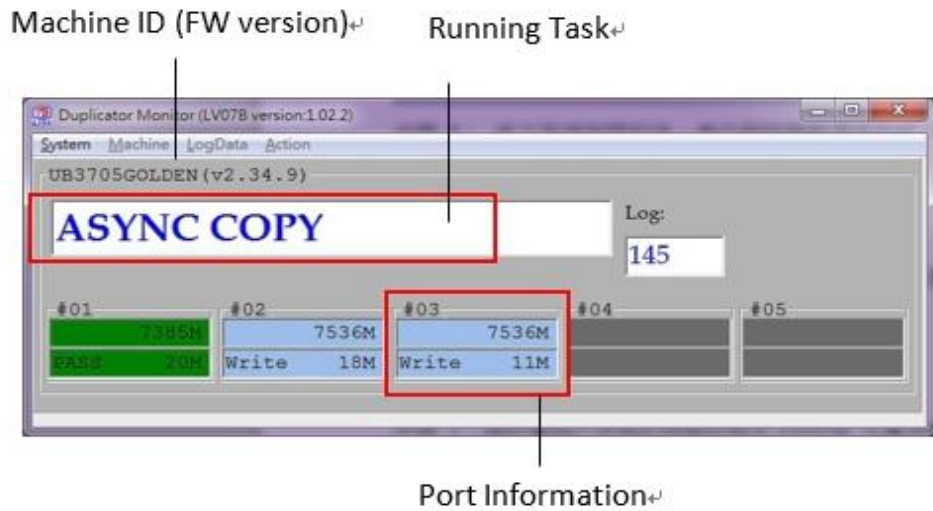 Machine ID (FW version)↵
Running Task↵
Duplicator Monitor (LV07B version:1.02.2)
System Machine LogData Action
UB3705GOLDEN(v2.34.9)
ASYNC COPY
Log:
145
#01 #02 #03 #04 #05
7385M 7536M 7536M
PASS 20M Write 18M Write 11M
Port Information↵